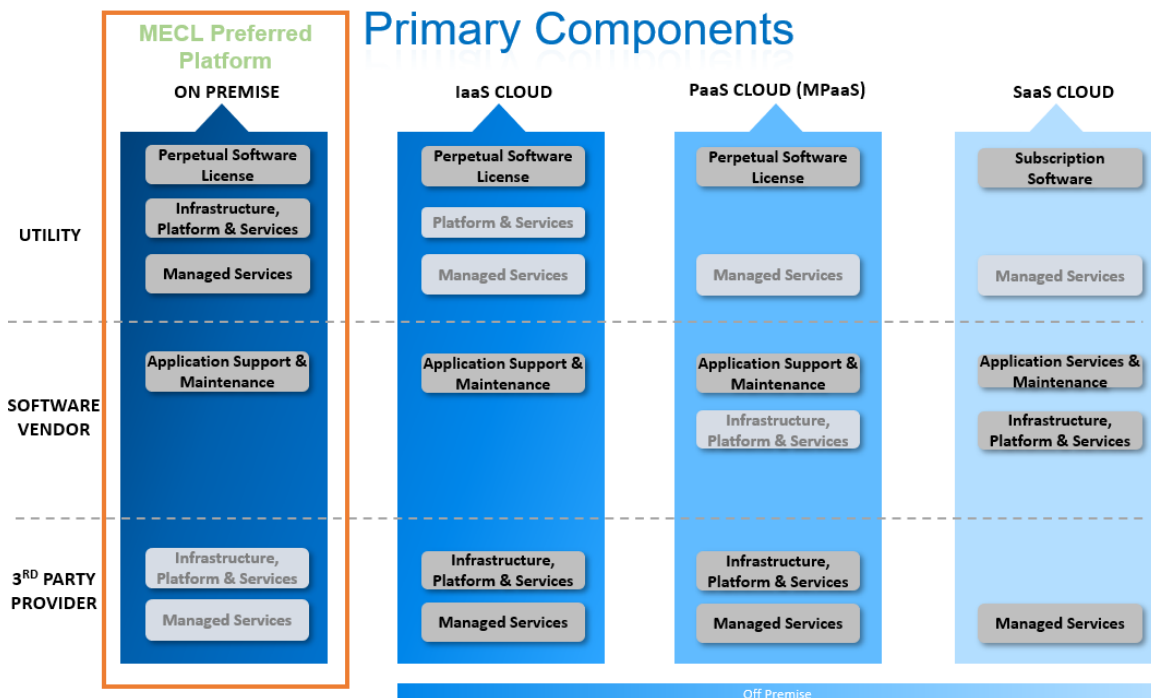 MECL Preferred
Platform
Primary Components
ON PREMISE
IaaS CLOUD
PaaS CLOUD (MPaaS)
SaaS CLOUD
UTILITY
Perpetual Software
License
Infrastructure,
Platform & Services
Managed Services
Perpetual Software
License
Platform & Services
Managed Services
Perpetual Software
License
Managed Services
Subscription
Software
Managed Services
SOFTWARE
VENDOR
Application Support &
Maintenance
Application Support &
Maintenance
Application Support &
Maintenance
Infrastructure,
Platform & Services
Application Services &
Maintenance
Infrastructure,
Platform & Services
3RD PARTY
PROVIDER
Infrastructure,
Platform & Services
Managed Services
Infrastructure,
Platform & Services
Managed Services
Infrastructure,
Platform & Services
Managed Services
Managed Services
Off Premise